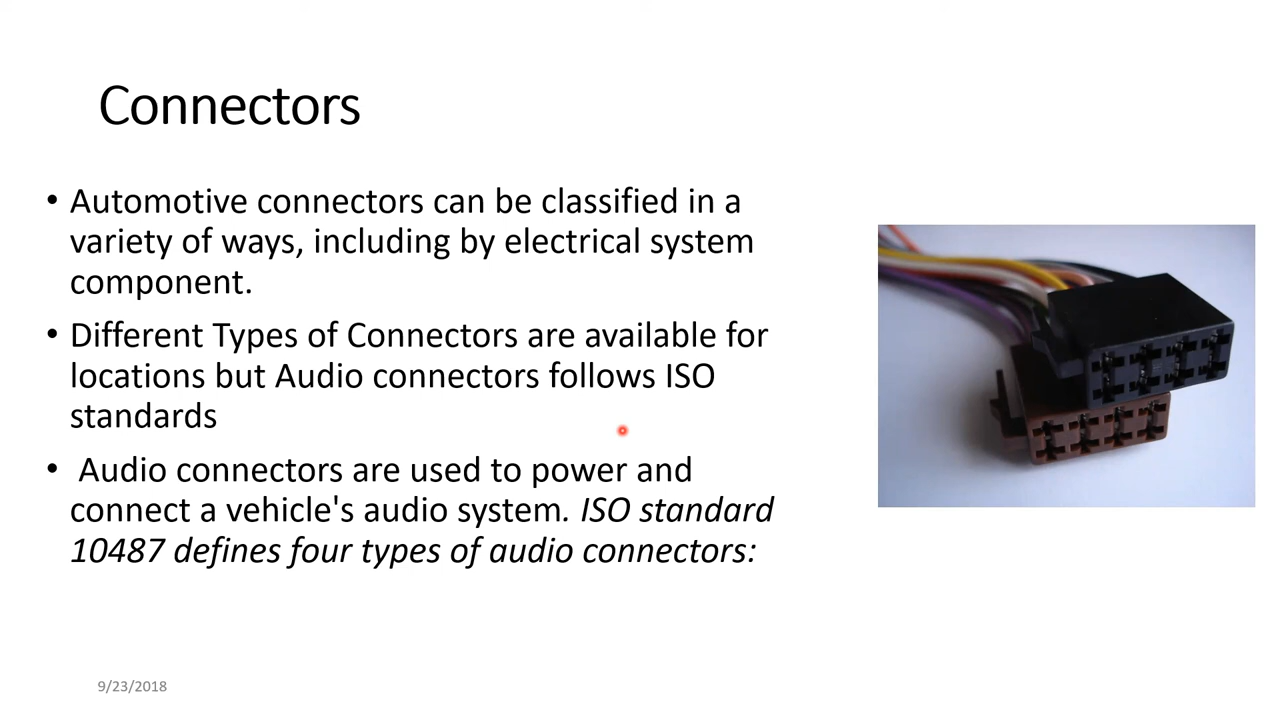 Connectors
• Automotive connectors can be classified in a
variety of ways, including by electrical system
component.
• Different Types of Connectors are available for
locations but Audio connectors follows ISO
standards
• Audio connectors are used to power and
connect a vehicle's audio system. ISO standard
10487 defines four types of audio connectors:
9/23/2018